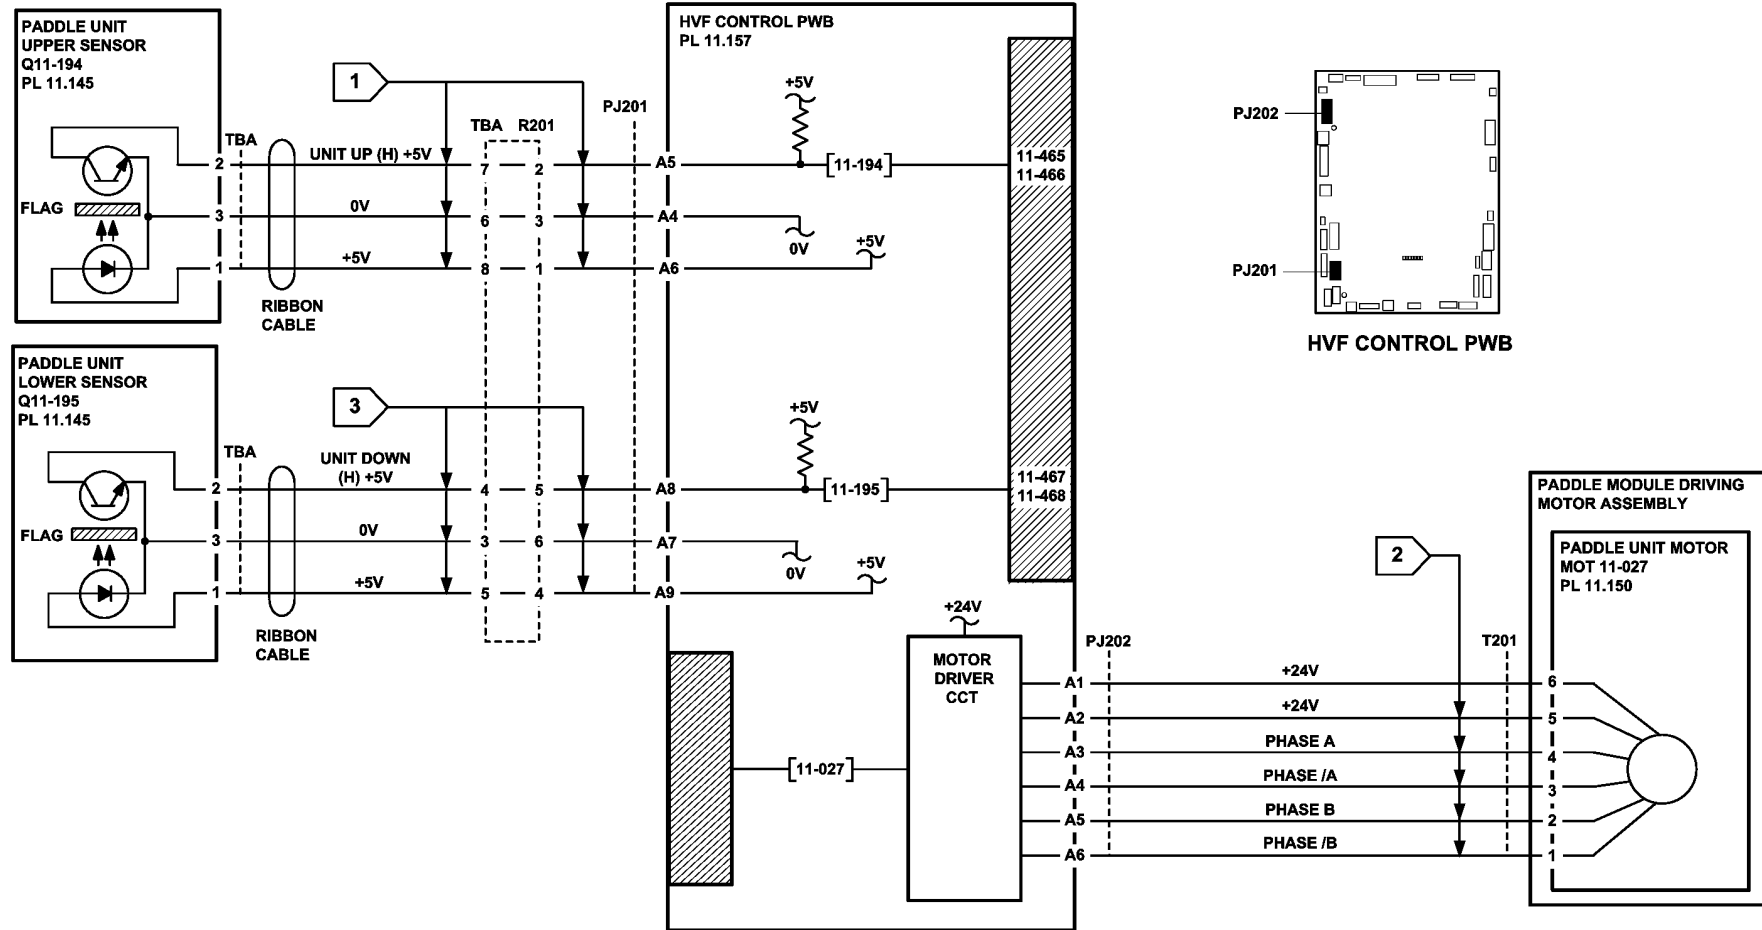 PADDLE UNIT
UPPER SENSOR
Q11-194
PL 11.145
FLAG
2
3
1
TBA
RIBBON
CABLE
1
UNIT UP (H) +5V
0V
+5V
TBA R201
7 2
6 3
8 1
PJ201
A5
A4
A6
HVF CONTROL PWB
PL 11.157
+5V
[11-194]
0V
+5V
11-465
11-466
PJ202
PJ201
HVF CONTROL PWB
PADDLE UNIT
LOWER SENSOR
Q11-195
PL 11.145
FLAG
2
3
1
TBA
RIBBON
CABLE
3
UNIT DOWN
(H) +5V
0V
+5V
4 5
3 6
5 4
A8
A7
A9
+5V
[11-195]
0V
+5V
11-467
11-468
[11-027]
+24V
MOTOR
DRIVER
CCT
PJ202
A1
A2
A3
A4
A5
A6
2
+24V
+24V
PHASE A
PHASE /A
PHASE B
PHASE /B
T201
6
5
4
3
2
1
PADDLE MODULE DRIVING
MOTOR ASSEMBLY
PADDLE UNIT MOTOR
MOT 11-027
PL 11.150